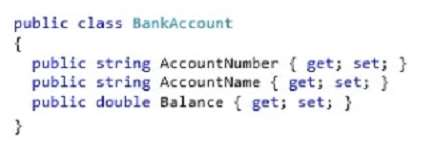 public class BankAccount
{
public string AccountNumber { get; set; }
public string AccountName { get; set; }
public double Balance { get; set; }
}